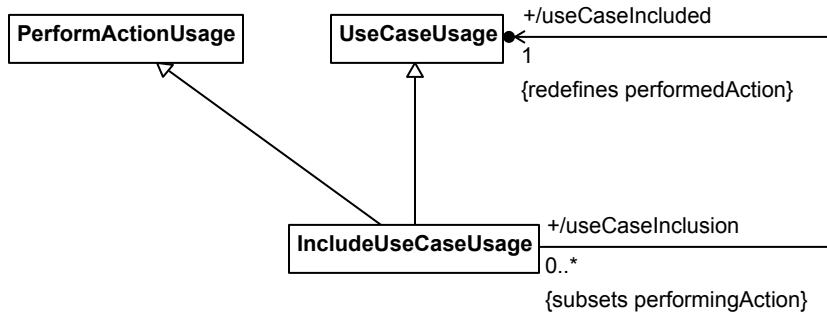 PerformActionUsage
UseCaseUsage
+/useCaseIncluded
1
{redefines performedAction}
IncludeUseCaseUsage
+/useCaseInclusion
0..*
{subsets performingAction}